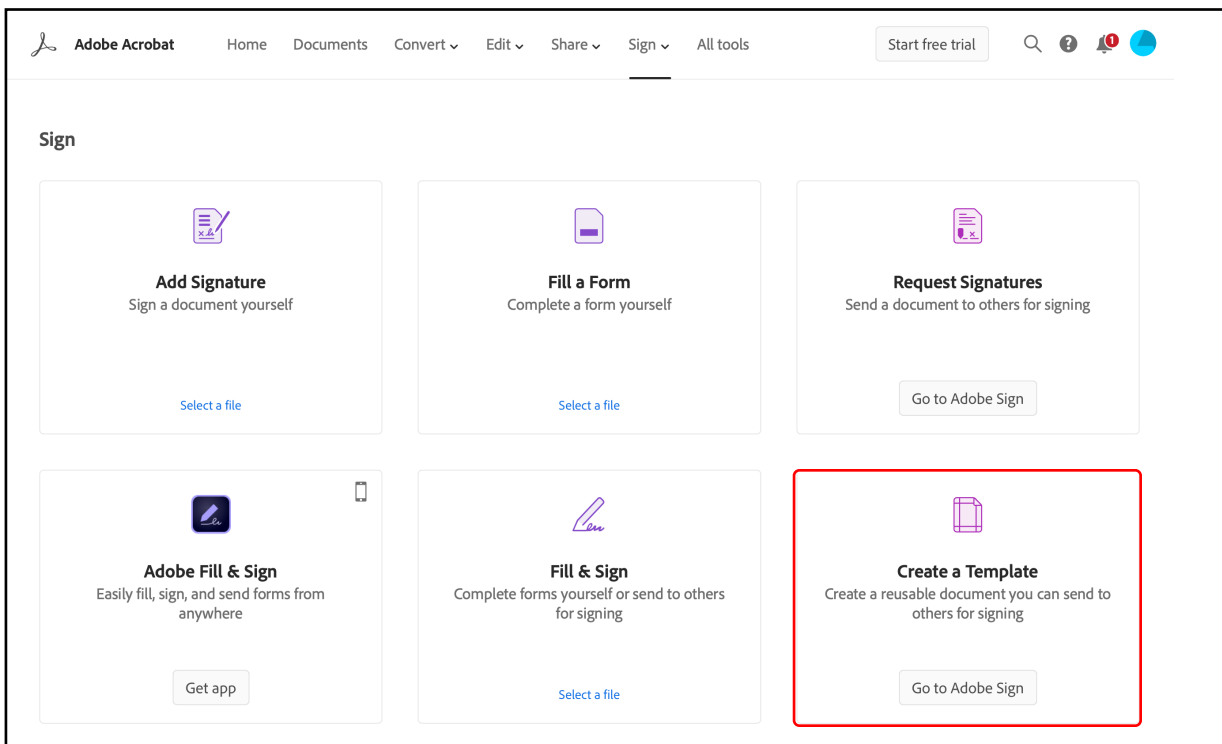 Adobe Acrobat Home Documents Convert Edit Share Sign All tools Start free trial 1
Sign
Add Signature
Sign a document yourself
Select a file
Fill a Form
Complete a form yourself
Select a file
Request Signatures
Send a document to others for signing
Go to Adobe Sign
Adobe Fill & Sign
Easily fill, sign, and send forms from
anywhere
Get app
Fill & Sign
Complete forms yourself or send to others
for signing
Select a file
Create a Template
Create a reusable document you can send to
others for signing
Go to Adobe Sign